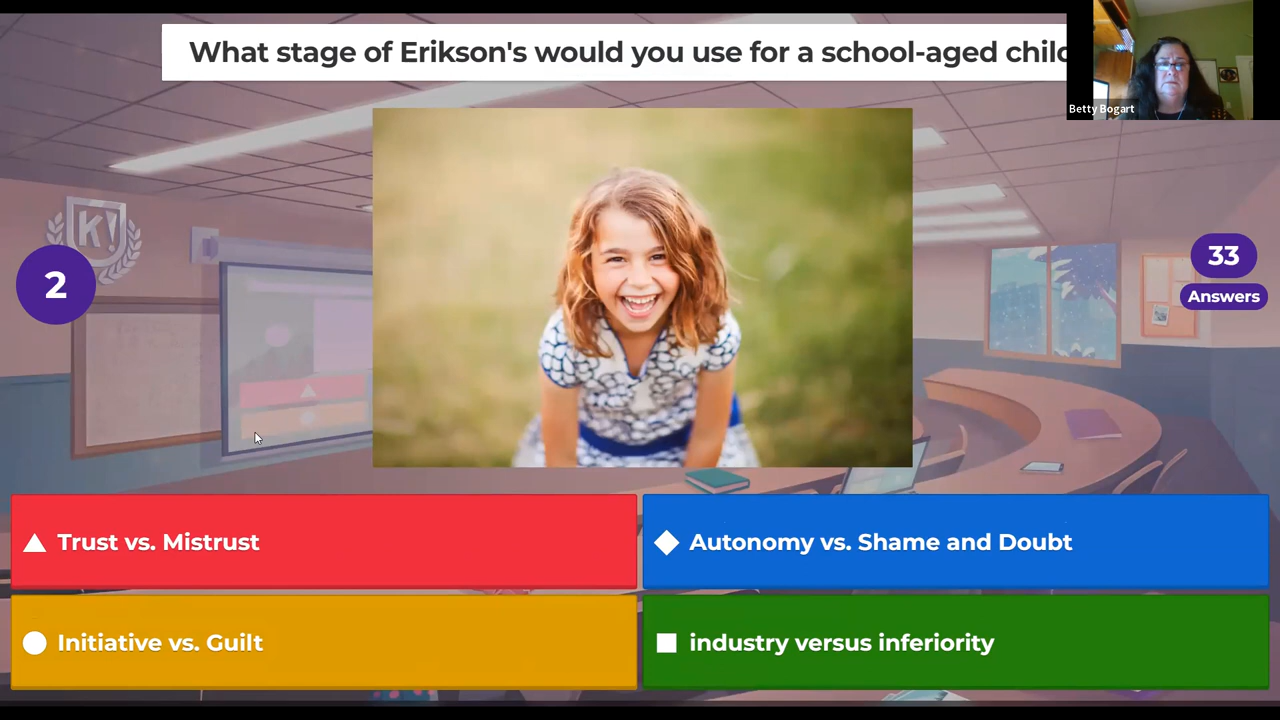 What stage of Erikson's would you use for a school-aged chil
Betty Bogart
K!
2
33
Answers
Trust vs. Mistrust
Autonomy vs. Shame and Doubt
Initiative vs. Guilt
industry versus inferiority